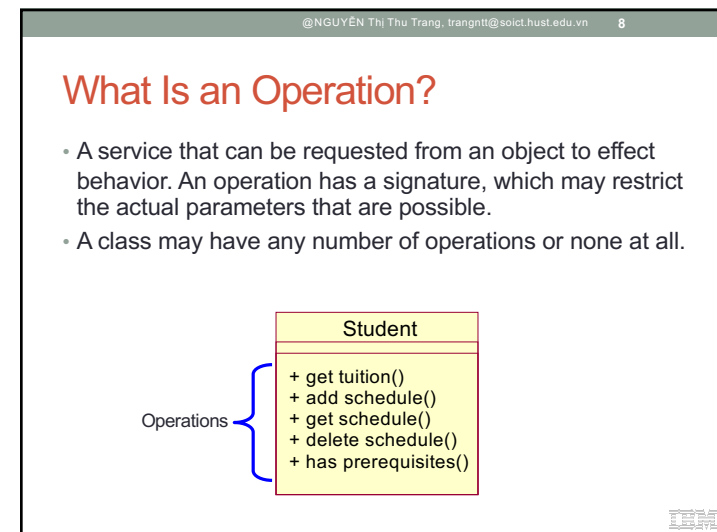 @NGUYỄN Thị Thu Trang, trangntt@soict.hust.edu.vn 8
What Is an Operation?
• A service that can be requested from an object to effect
behavior. An operation has a signature, which may restrict
the actual parameters that are possible.
• A class may have any number of operations or none at all.
Student
+ get tuition()
+ add schedule()
+ get schedule()
+ delete schedule()
+ has prerequisites()
Operations
IBM